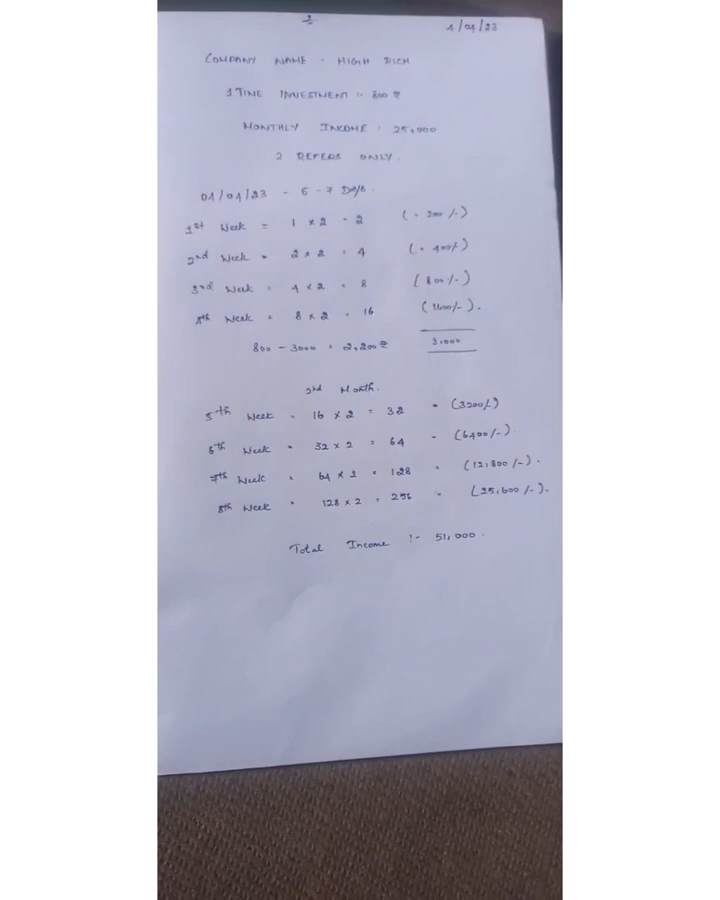 2
1/04/23
COMPANY NAME - HIGH RICH
1 TIME INVESTMENT :- 800 ₹
MONTHLY INCOME : 25,000
2 REFERS ONLY.
01/04/23 - 6-7 Days.
1st Week = 1 x 2 = 2 (= 200/-)
2nd Week = 2 x 2 = 4 (= 400/-)
3rd Week = 4 x 2 = 8 (800/-)
4th Week = 8 x 2 = 16 (1600/-).
800 - 3000 = 2,200 ₹ 3,000
2nd Month.
5th Week = 16 x 2 = 32 = (3200/-)
6th Week = 32 x 2 = 64 = (6400/-)
7th Week = 64 x 2 = 128 = (12,800/-).
8th Week = 128 x 2 = 256 = (25,600/-).
Total Income :- 51,000.